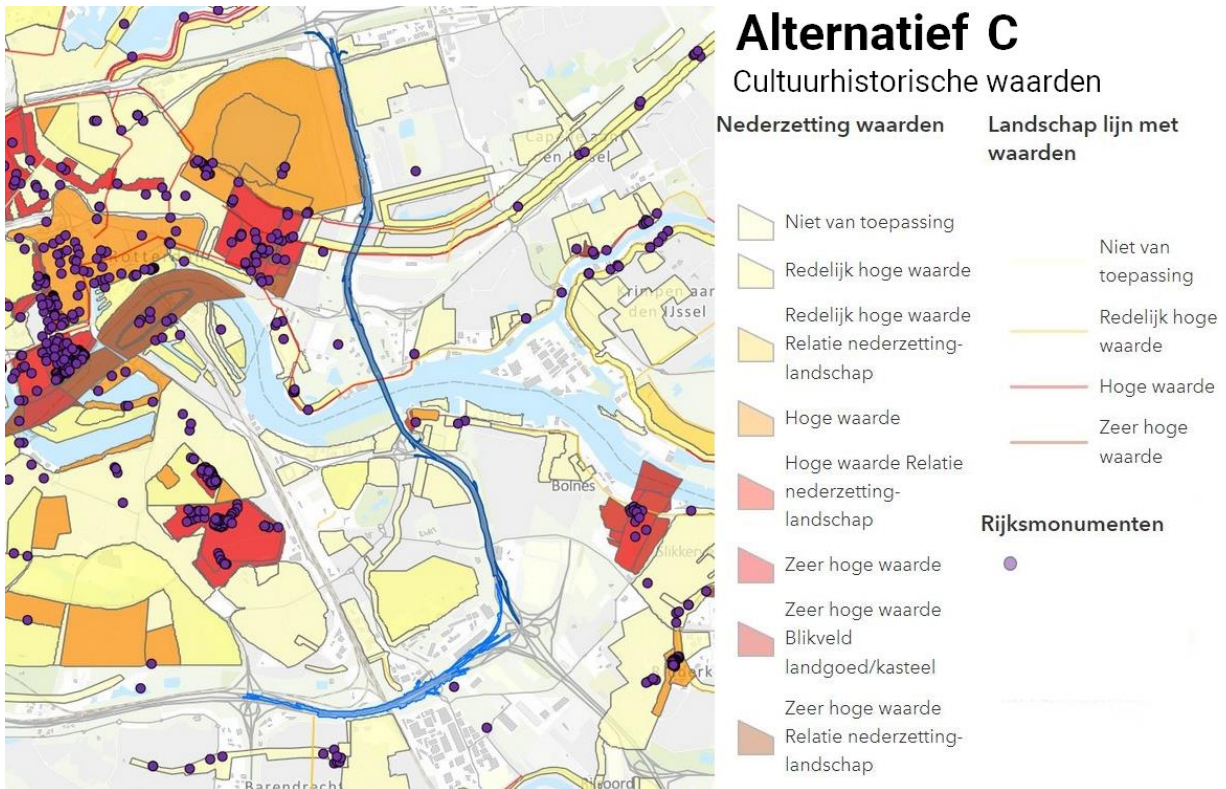 Alternatief C
Cultuurhistorische waarden
Nederzetting waarden
Niet van toepassing
Redelijk hoge waarde
Redelijk hoge waarde
Relatie nederzetting-
landschap
Hoge waarde
Hoge waarde Relatie
nederzetting-
landschap
Zeer hoge waarde
Zeer hoge waarde
Blikveld
landgoed/kasteel
Zeer hoge waarde
Relatie nederzetting-
landschap
Landschap lijn met
waarden
Niet van
toepassing
Redelijk hoge
waarde
Hoge waarde
Zeer hoge
waarde
Rijksmonumenten
Rotterdam
Bolnes
Barendrecht